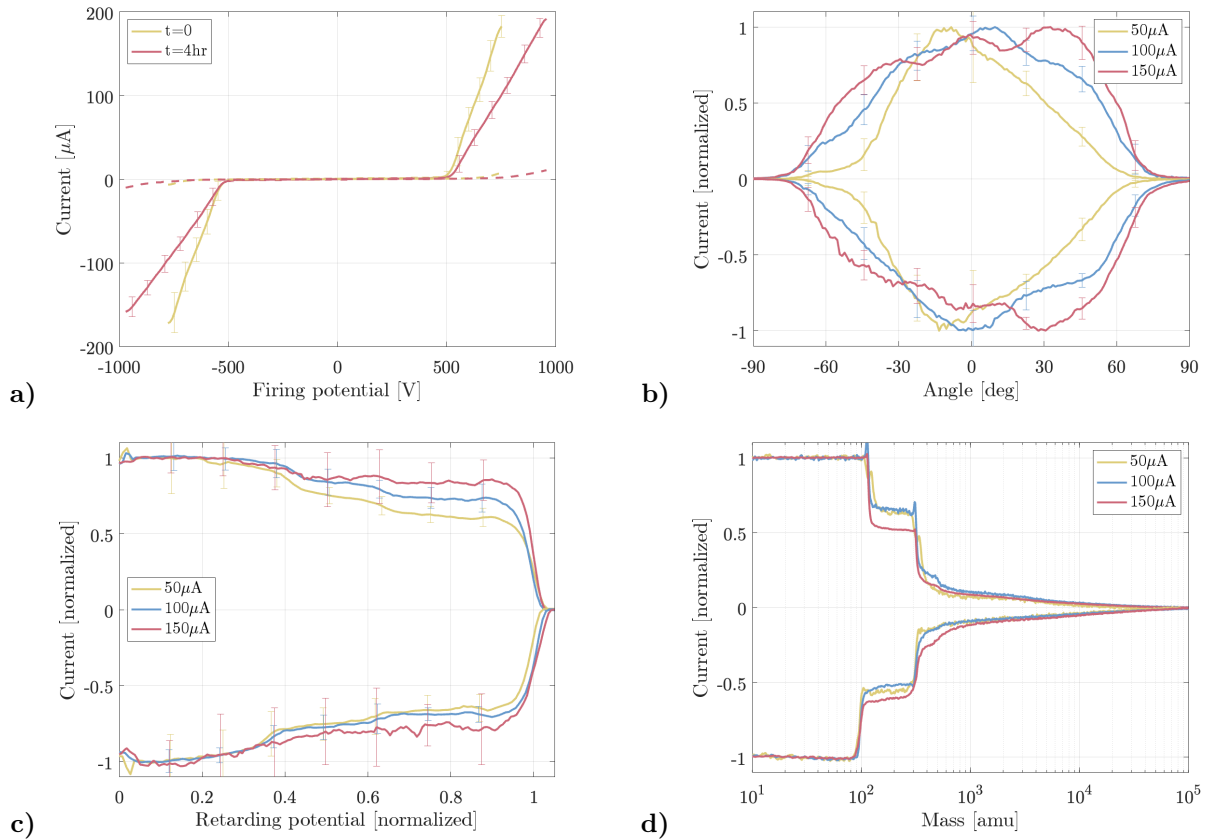 200
100
0
-100
-200
-1000
-500
0
500
1000
Current [μA]
Firing potential [V]
t=0
t=4hr
a)
1
0.5
0
-0.5
-1
-90
-60
-30
0
30
60
90
Current [normalized]
Angle [deg]
50μA
100μA
150μA
b)
1
0.5
0
-0.5
-1
0
0.2
0.4
0.6
0.8
1
Current [normalized]
Retarding potential [normalized]
50μA
100μA
150μA
c)
1
0.5
0
-0.5
-1
10¹
10²
10³
10⁴
10⁵
Current [normalized]
Mass [amu]
50μA
100μA
150μA
d)